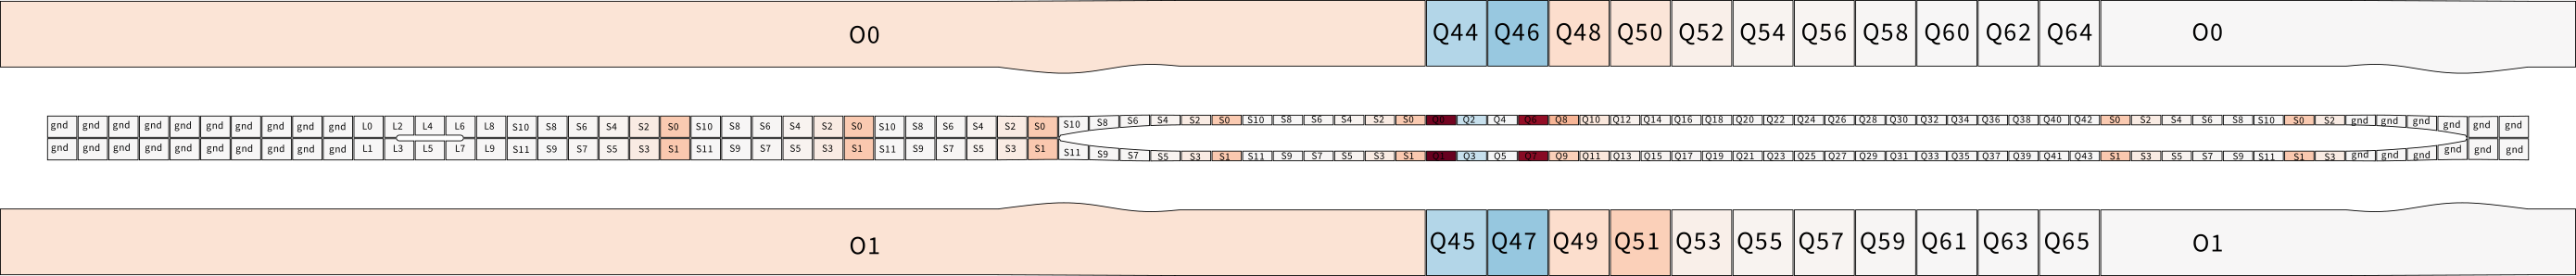 O0 Q44 Q46 Q48 Q50 Q52 Q54 Q56 Q58 Q60 Q62 Q64 O0
gnd gnd gnd gnd gnd gnd gnd gnd gnd gnd L0 L2 L4 L6 L8 S10 S8 S6 S4 S2 S0 S10 S8 S6 S4 S2 S0 S10 S8 S6 S4 S2 S0 S10 S8 S6 S4 S2 S0 S10 S8 S6 S4 S2 S0 Q0 Q2 Q4 Q6 Q8 Q10 Q12 Q14 Q16 Q18 Q20 Q22 Q24 Q26 Q28 Q30 Q32 Q34 Q36 Q38 Q40 Q42 S0 S2 S4 S6 S8 S10 S0 S2 gnd gnd gnd gnd gnd gnd
gnd gnd gnd gnd gnd gnd gnd gnd gnd gnd L1 L3 L5 L7 L9 S11 S9 S7 S5 S3 S1 S11 S9 S7 S5 S3 S1 S11 S9 S7 S5 S3 S1 S11 S9 S7 S5 S3 S1 S11 S9 S7 S5 S3 S1 Q1 Q3 Q5 Q7 Q9 Q11 Q13 Q15 Q17 Q19 Q21 Q23 Q25 Q27 Q29 Q31 Q33 Q35 Q37 Q39 Q41 Q43 S1 S3 S5 S7 S9 S11 S1 S3 gnd gnd gnd gnd gnd gnd
O1 Q45 Q47 Q49 Q51 Q53 Q55 Q57 Q59 Q61 Q63 Q65 O1